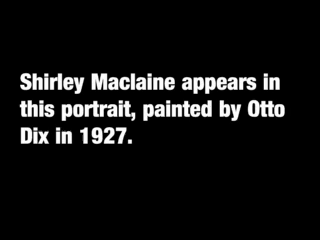 Shirley Maclaine appears in
this portrait, painted by Otto
Dix in 1927.